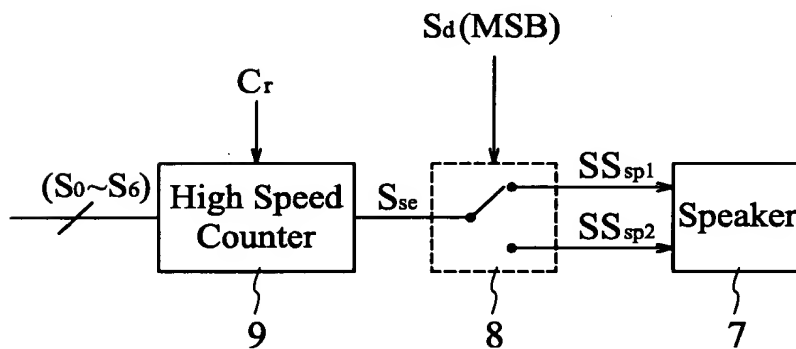 Sd(MSB)
Cr
(S0~S6)
High Speed
Counter
Sse
SSsp1
SSsp2
Speaker
9
8
7